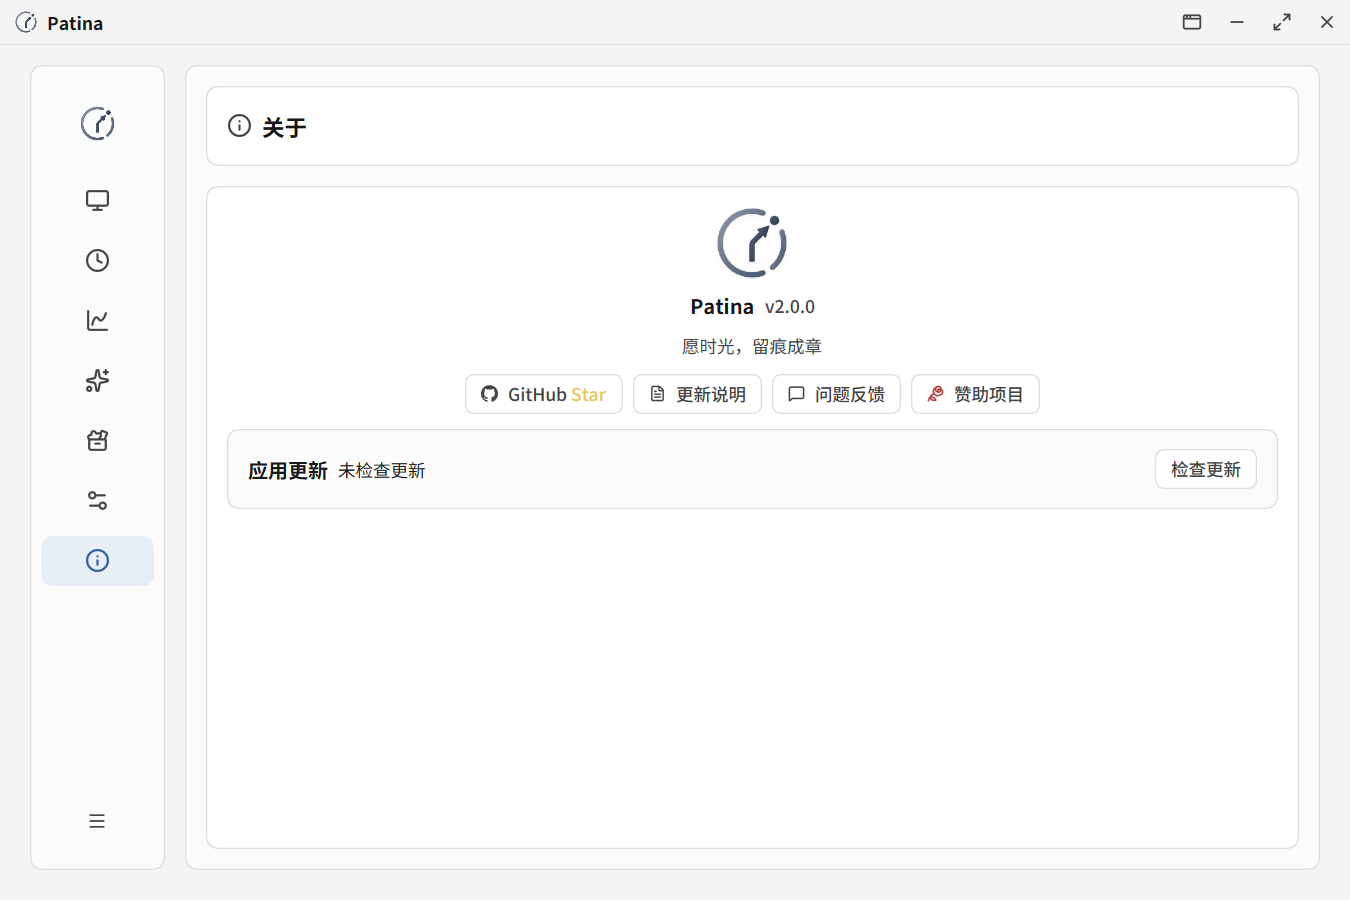 Patina
关于
Patina v2.0.0
愿时光，留痕成章
GitHub Star
更新说明
问题反馈
赞助项目
应用更新 未检查更新
检查更新